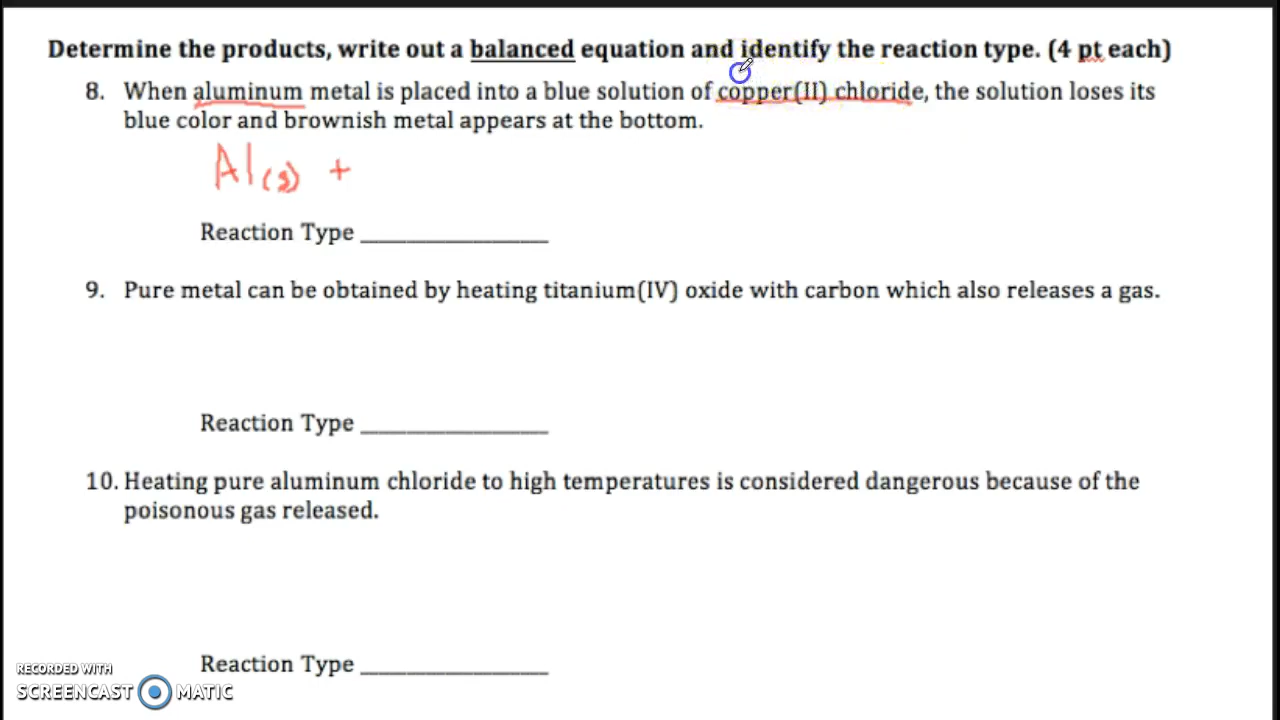 Determine the products, write out a balanced equation and identify the reaction type. (4 pt each)
8. When aluminum metal is placed into a blue solution of copper(II) chloride, the solution loses its
blue color and brownish metal appears at the bottom.
Al(s) +
Reaction Type ________________
9. Pure metal can be obtained by heating titanium(IV) oxide with carbon which also releases a gas.
Reaction Type ________________
10. Heating pure aluminum chloride to high temperatures is considered dangerous because of the
poisonous gas released.
Reaction Type ________________
RECORDED WITH
SCREENCAST MATIC